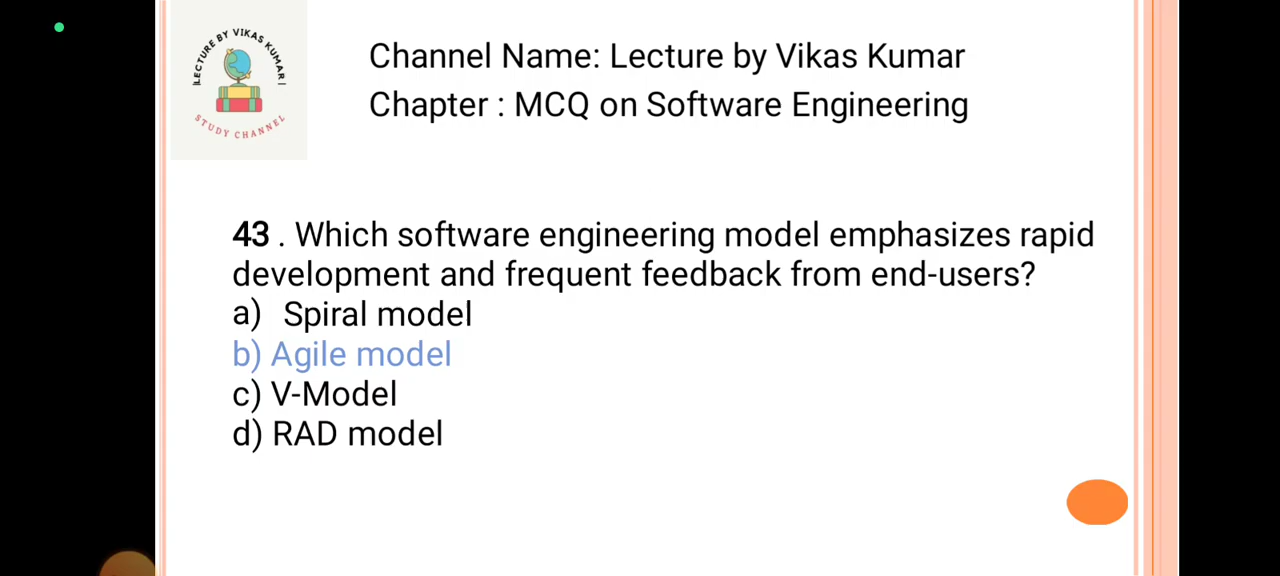 LECTURE BY VIKAS KUMAR
STUDY CHANNEL
Channel Name: Lecture by Vikas Kumar
Chapter : MCQ on Software Engineering
43 . Which software engineering model emphasizes rapid
development and frequent feedback from end-users?
a) Spiral model
b) Agile model
c) V-Model
d) RAD model